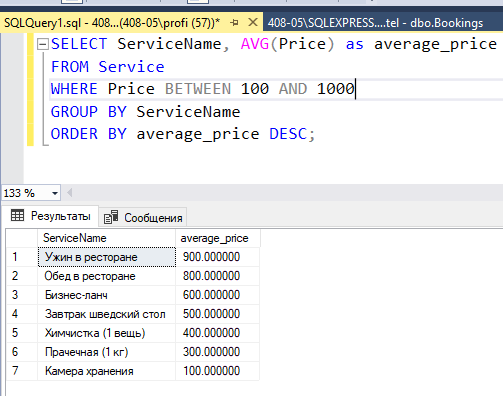 SQLQuery1.sql - 408...(408-05\profi (57))* 408-05\SQLEXPRESS....tel - dbo.Bookings
SELECT ServiceName, AVG(Price) as average_price
FROM Service
WHERE Price BETWEEN 100 AND 1000
GROUP BY ServiceName
ORDER BY average_price DESC;
133 %
Результаты Сообщения
ServiceName average_price
1 Ужин в ресторане 900.000000
2 Обед в ресторане 800.000000
3 Бизнес-ланч 600.000000
4 Завтрак шведский стол 500.000000
5 Химчистка (1 вещь) 400.000000
6 Прачечная (1 кг) 300.000000
7 Камера хранения 100.000000